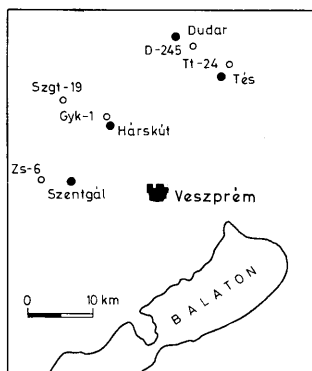 Dudar
D-245
Tt-24
Tés
Szgt-19
Gyk-1
Hárskút
Zs-6
Szentgál
Veszprém
0 10 km
BALATON